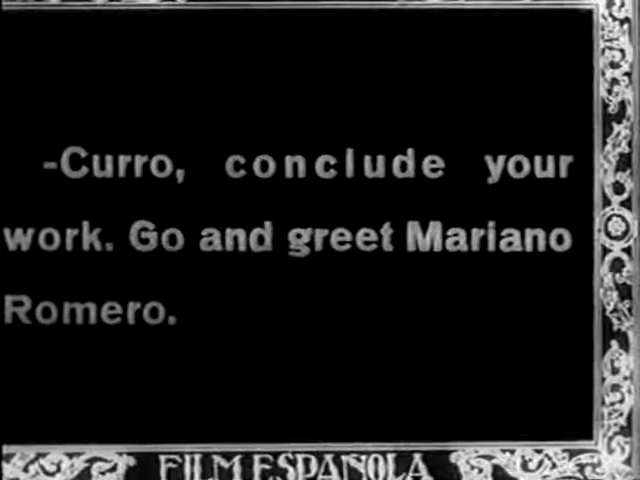 -Curro, conclude your
work. Go and greet Mariano
Romero.
FILM ESPAÑOLA